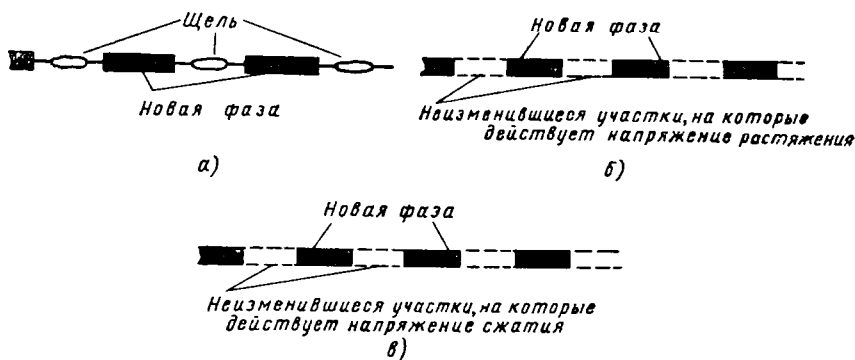 Щель
Новая фаза
а)
Новая фаза
Неизменившиеся участки, на которые
действует напряжение растяжения
б)
Новая фаза
Неизменившиеся участки, на которые
действует напряжение сжатия
в)